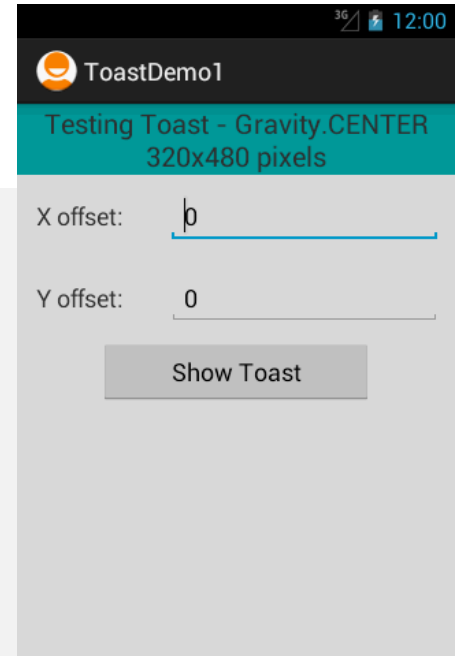 3G 12:00
ToastDemo1
Testing Toast - Gravity.CENTER
320x480 pixels
X offset: 0
Y offset: 0
Show Toast